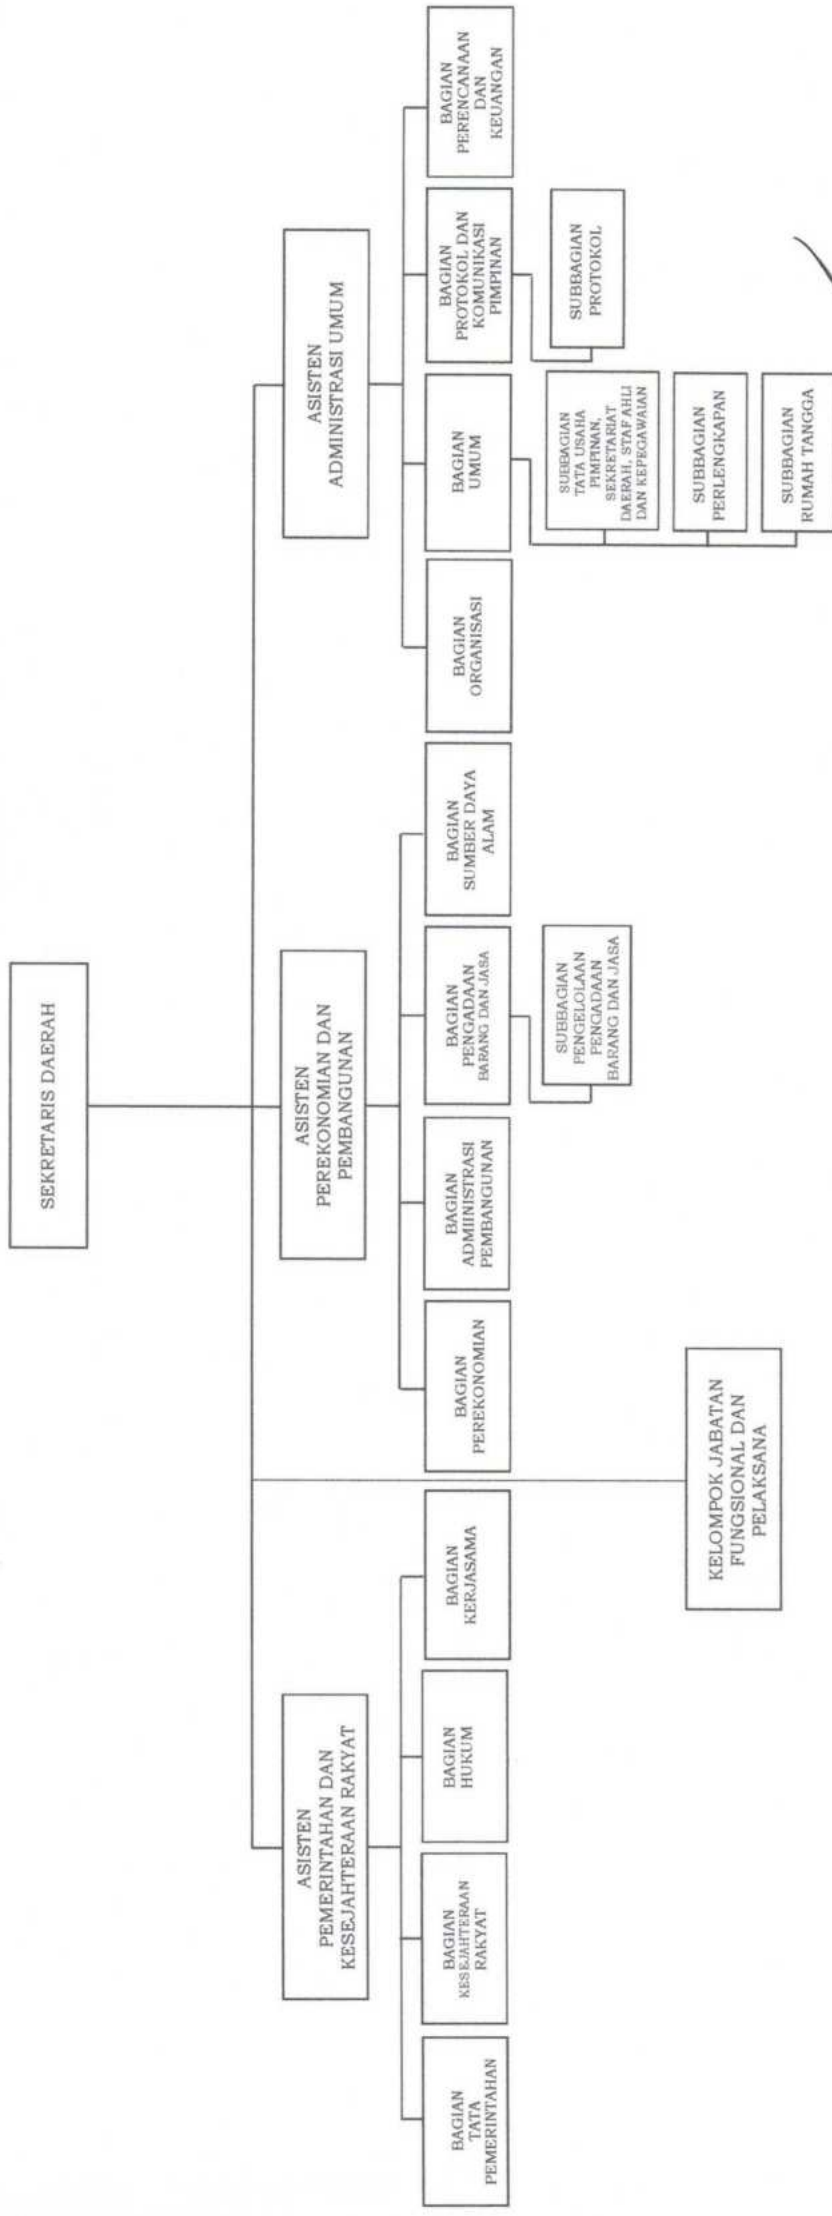 SEKRETARIS DAERAH
ASISTEN
PEMERINTAHAN DAN
KESEJAHTERAAN RAKYAT
ASISTEN
PEREKONOMIAN DAN
PEMBANGUNAN
ASISTEN
ADMINISTRASI UMUM
BAGIAN
TATA
PEMERINTAHAN
BAGIAN
KESEJAHTERAAN
RAKYAT
BAGIAN
HUKUM
BAGIAN
KERJASAMA
BAGIAN
PEREKONOMIAN
BAGIAN
ADMIINISTRASI
PEMBANGUNAN
BAGIAN
PENGADAAN
BARANG DAN JASA
BAGIAN
SUMBER DAYA
ALAM
BAGIAN
ORGANISASI
BAGIAN
UMUM
BAGIAN
PROTOKOL DAN
KOMUNIKASI
PIMPINAN
BAGIAN
PERENCANAAN
DAN
KEUANGAN
SUBBAGIAN
PENGELOLAAN
PENGADAAN
BARANG DAN JASA
SUBBAGIAN
TATA USAHA
PIMPINAN,
SEKRETARIAT
DAERAH, STAF AHLI
DAN KEPEGAWAIAN
SUBBAGIAN
PROTOKOL
SUBBAGIAN
PERLENGKAPAN
SUBBAGIAN
RUMAH TANGGA
KELOMPOK JABATAN
FUNGSIONAL DAN
PELAKSANA